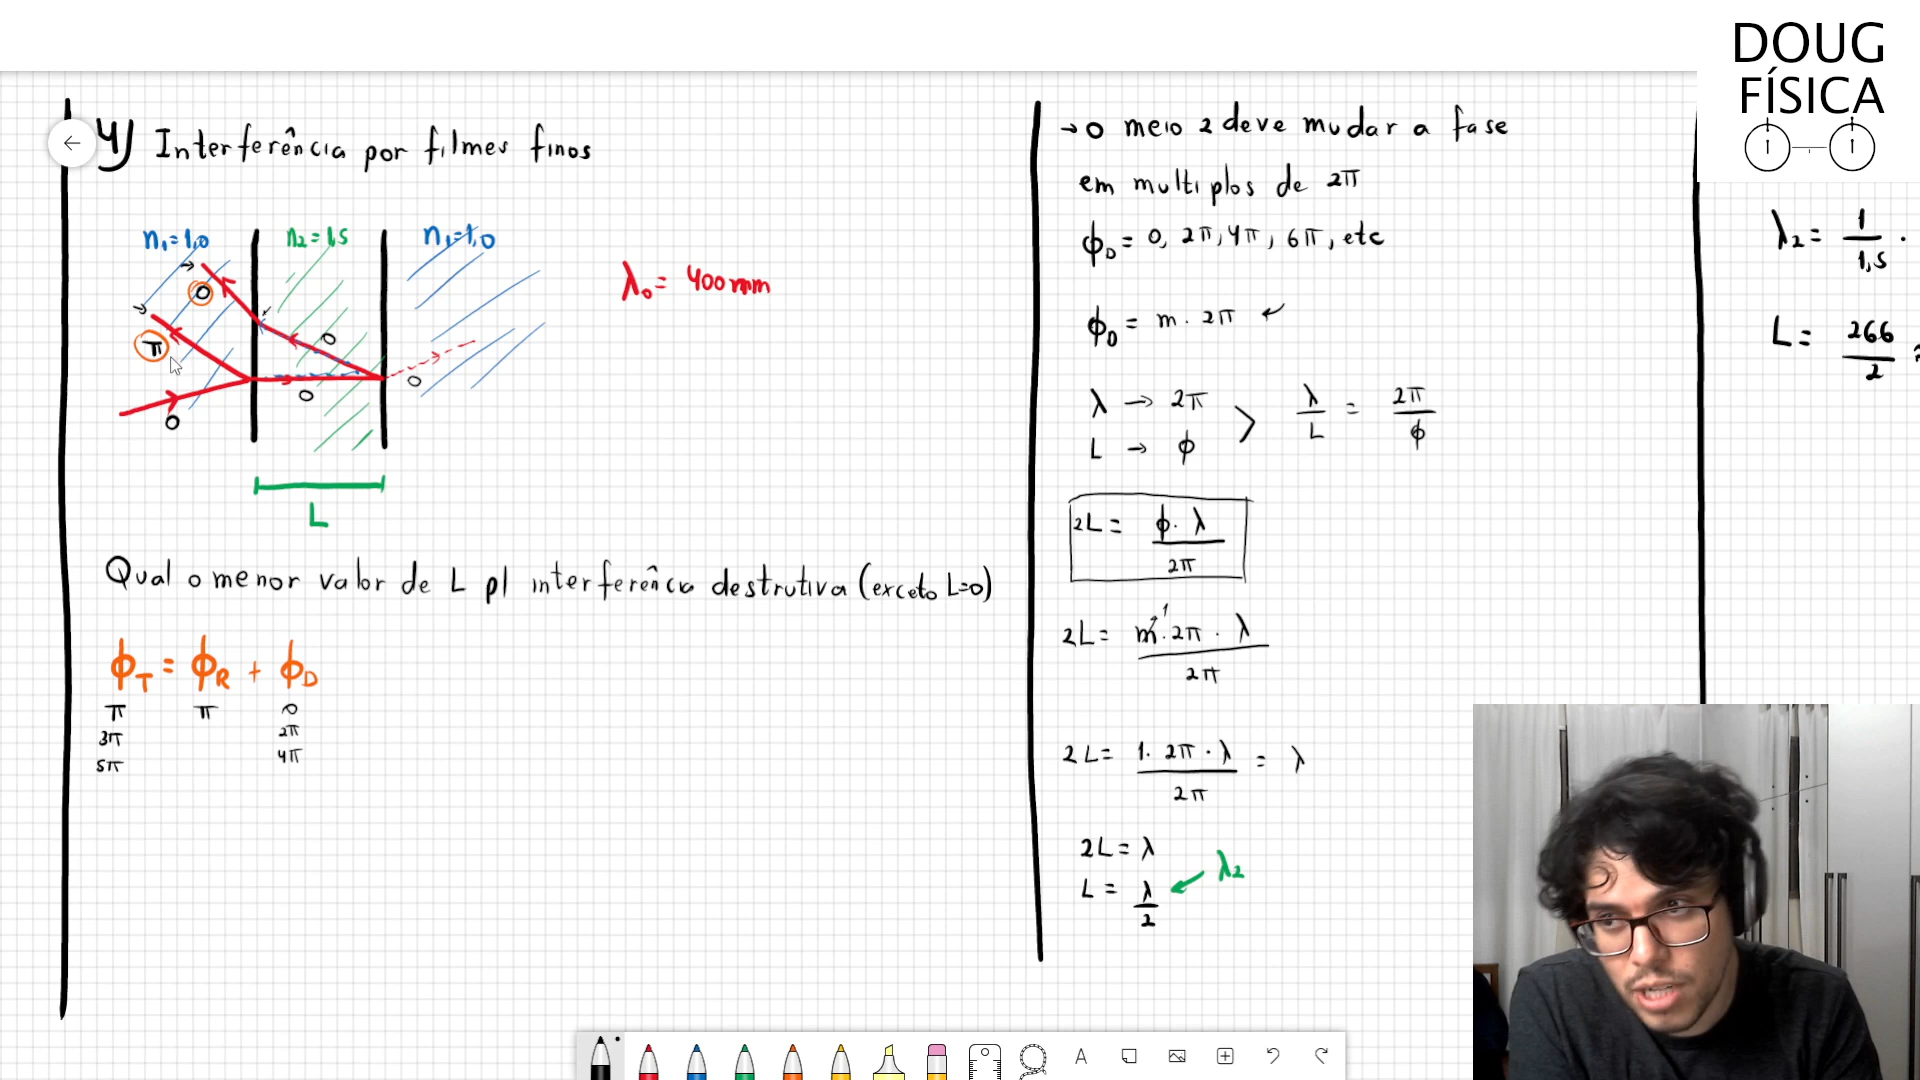 4) Interferência por filmes finos
n₁=1,0
n₂=1,5
n₁=1,0
λ₀= 400 nm
0
π
0
0
0
0
L
Qual o menor valor de L p/ interferência destrutiva (exceto L=0)
ϕT = ϕR + ϕD
π π 0
3π 2π
5π 4π
→ O meio 2 deve mudar a fase
em multiplos de 2π
ϕD = 0, 2π, 4π, 6π, etc
ϕD = m . 2π ↙
λ → 2π
L → ϕ
> λ/L = 2π/ϕ
2L = ϕ. λ / 2π
2L = m¹. 2π . λ / 2π
2L = 1. 2π . λ / 2π = λ
2L = λ
L = λ/2 ← λ₂
DOUG
FÍSICA
λ₂ = 1/1,5 .
L = 266/2
A